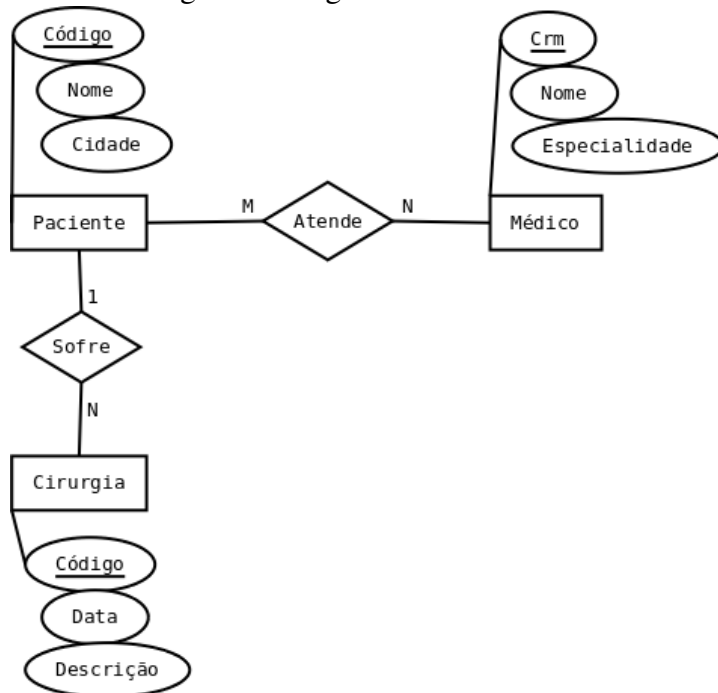 Código
Nome
Cidade
Crm
Nome
Especialidade
Paciente
M
Atende
N
Médico
1
Sofre
N
Cirurgia
Código
Data
Descrição